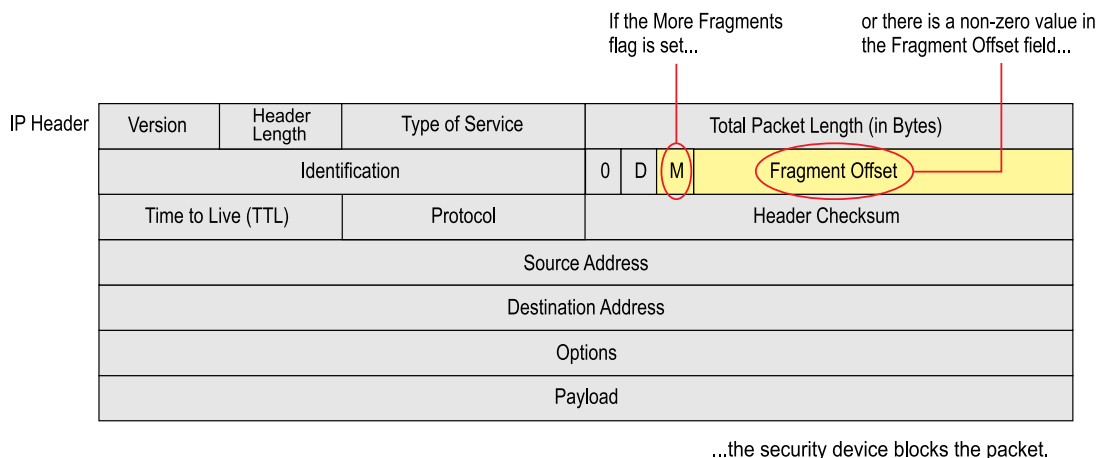 If the More Fragments
flag is set...
or there is a non-zero value in
the Fragment Offset field...
IP Header
Version
Header
Length
Type of Service
Total Packet Length (in Bytes)
Identification
0
D
M
Fragment Offset
Time to Live (TTL)
Protocol
Header Checksum
Source Address
Destination Address
Options
Payload
...the security device blocks the packet.